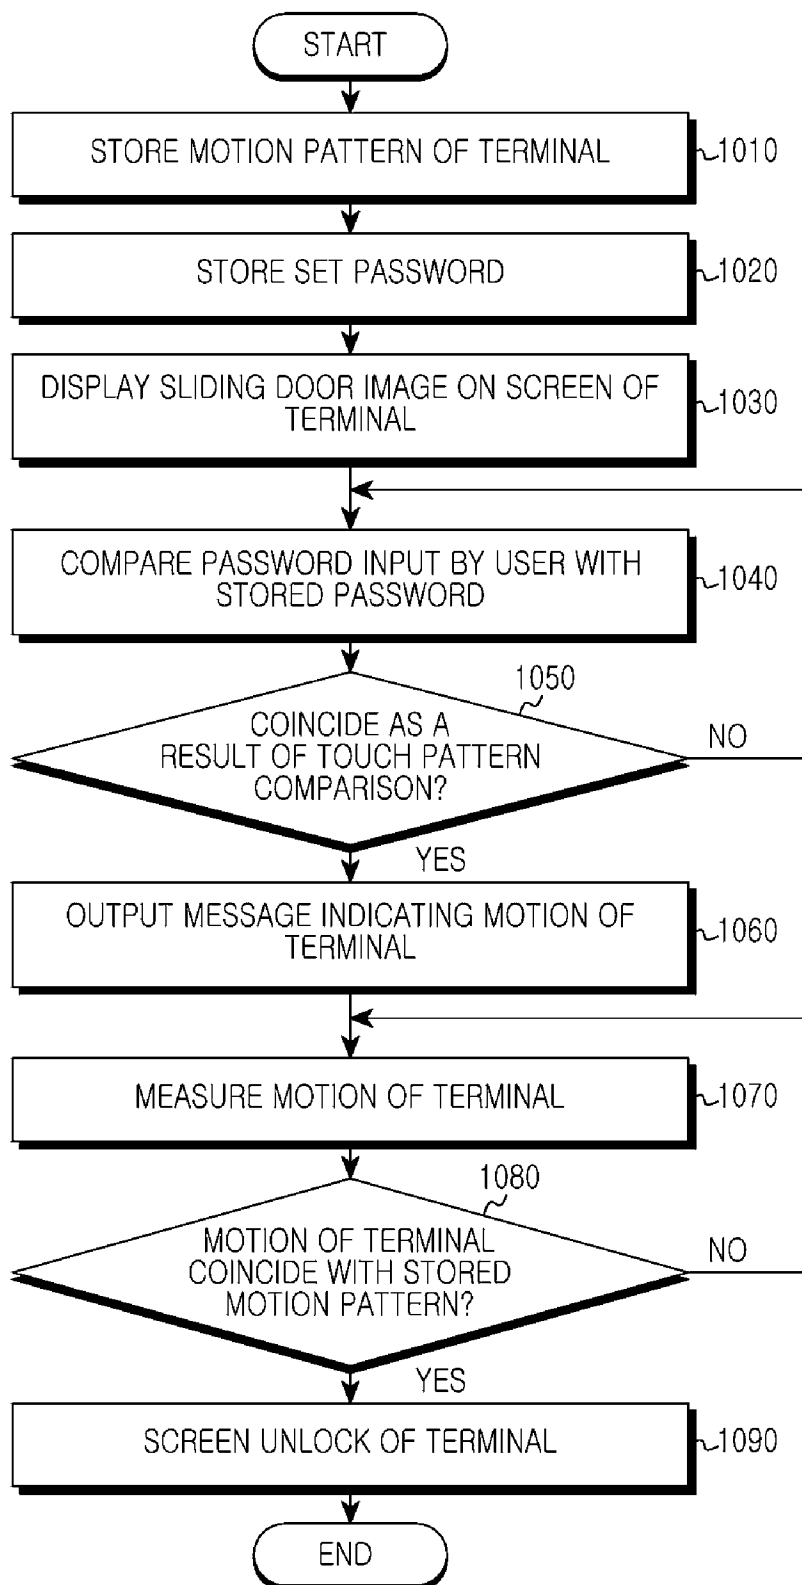 START
STORE MOTION PATTERN OF TERMINAL
1010
STORE SET PASSWORD
1020
DISPLAY SLIDING DOOR IMAGE ON SCREEN OF
TERMINAL
1030
COMPARE PASSWORD INPUT BY USER WITH
STORED PASSWORD
1040
1050
COINCIDE AS A
RESULT OF TOUCH PATTERN
COMPARISON?
NO
YES
OUTPUT MESSAGE INDICATING MOTION OF
TERMINAL
1060
MEASURE MOTION OF TERMINAL
1070
1080
MOTION OF TERMINAL
COINCIDE WITH STORED
MOTION PATTERN?
NO
YES
SCREEN UNLOCK OF TERMINAL
1090
END